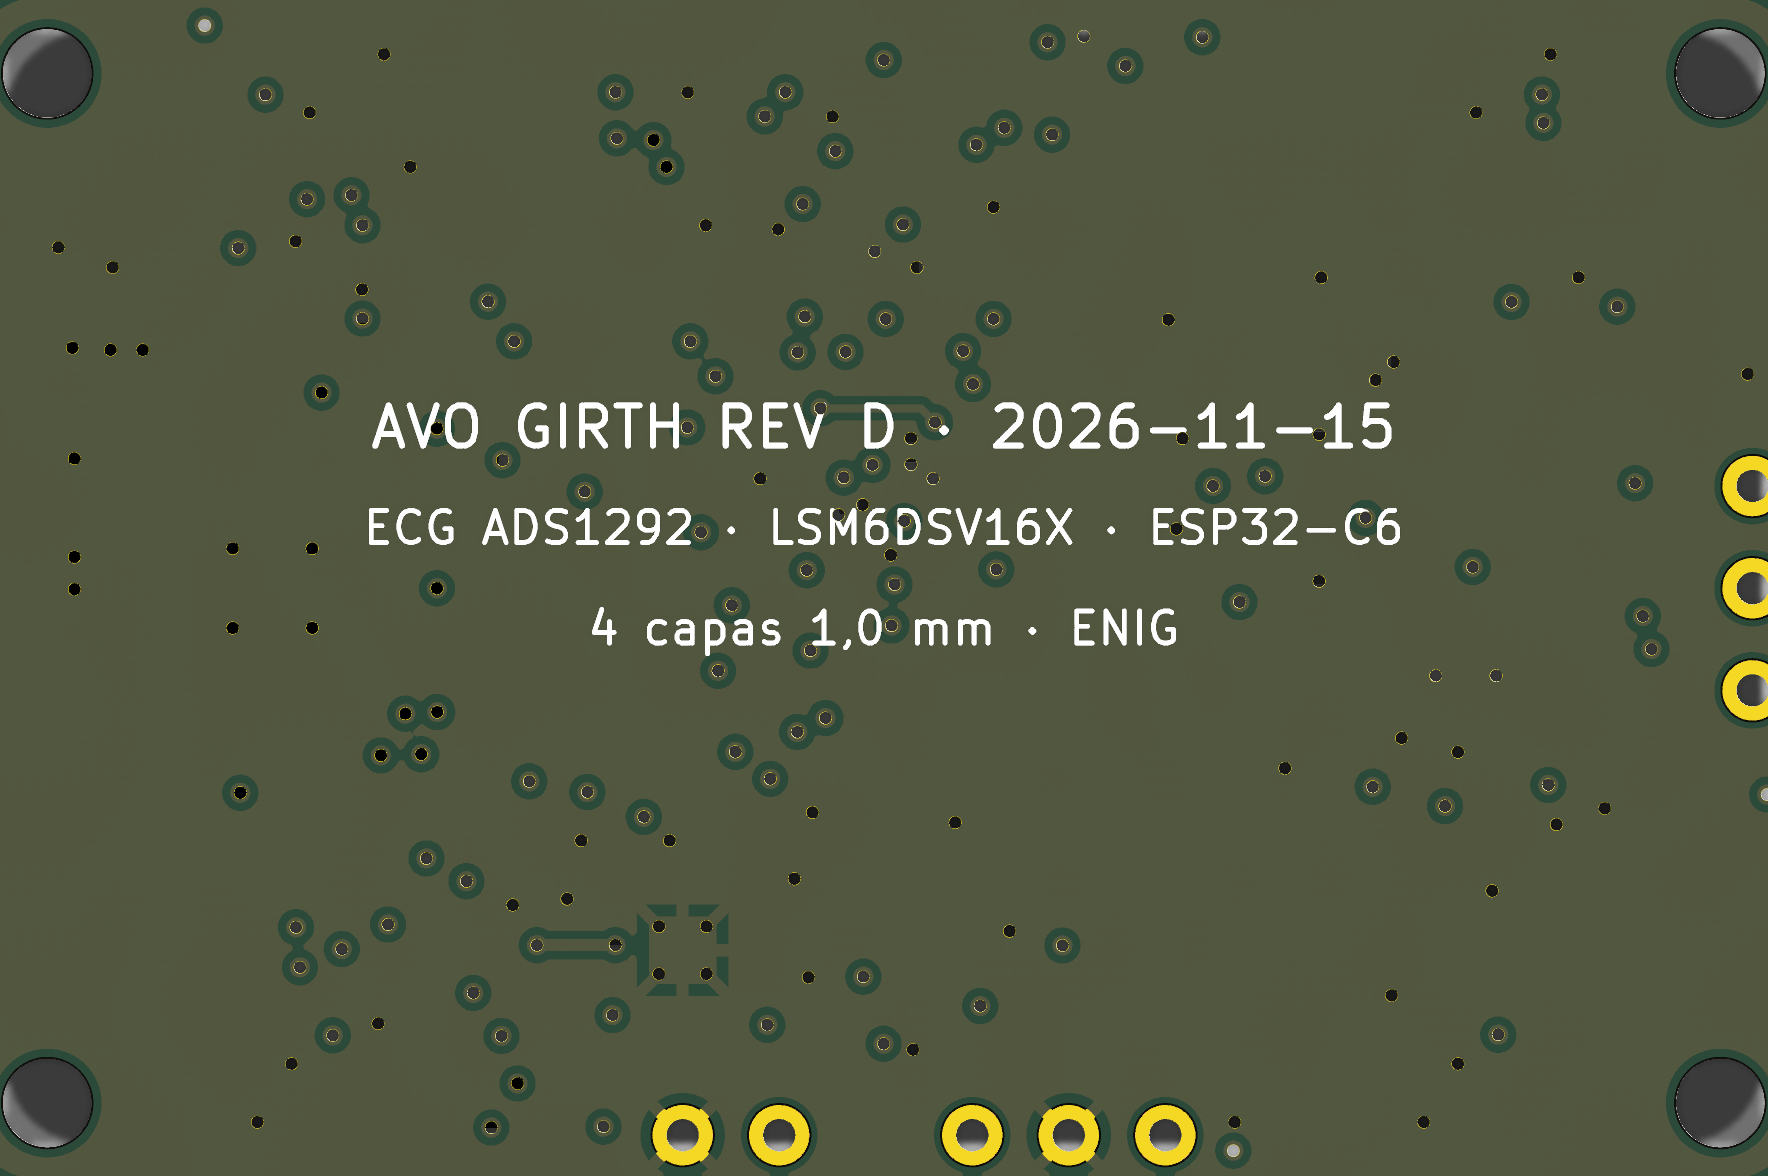 AVO GIRTH REV D · 2026-11-15
ECG ADS1292 · LSM6DSV16X · ESP32-C6
4 capas 1,0 mm · ENIG